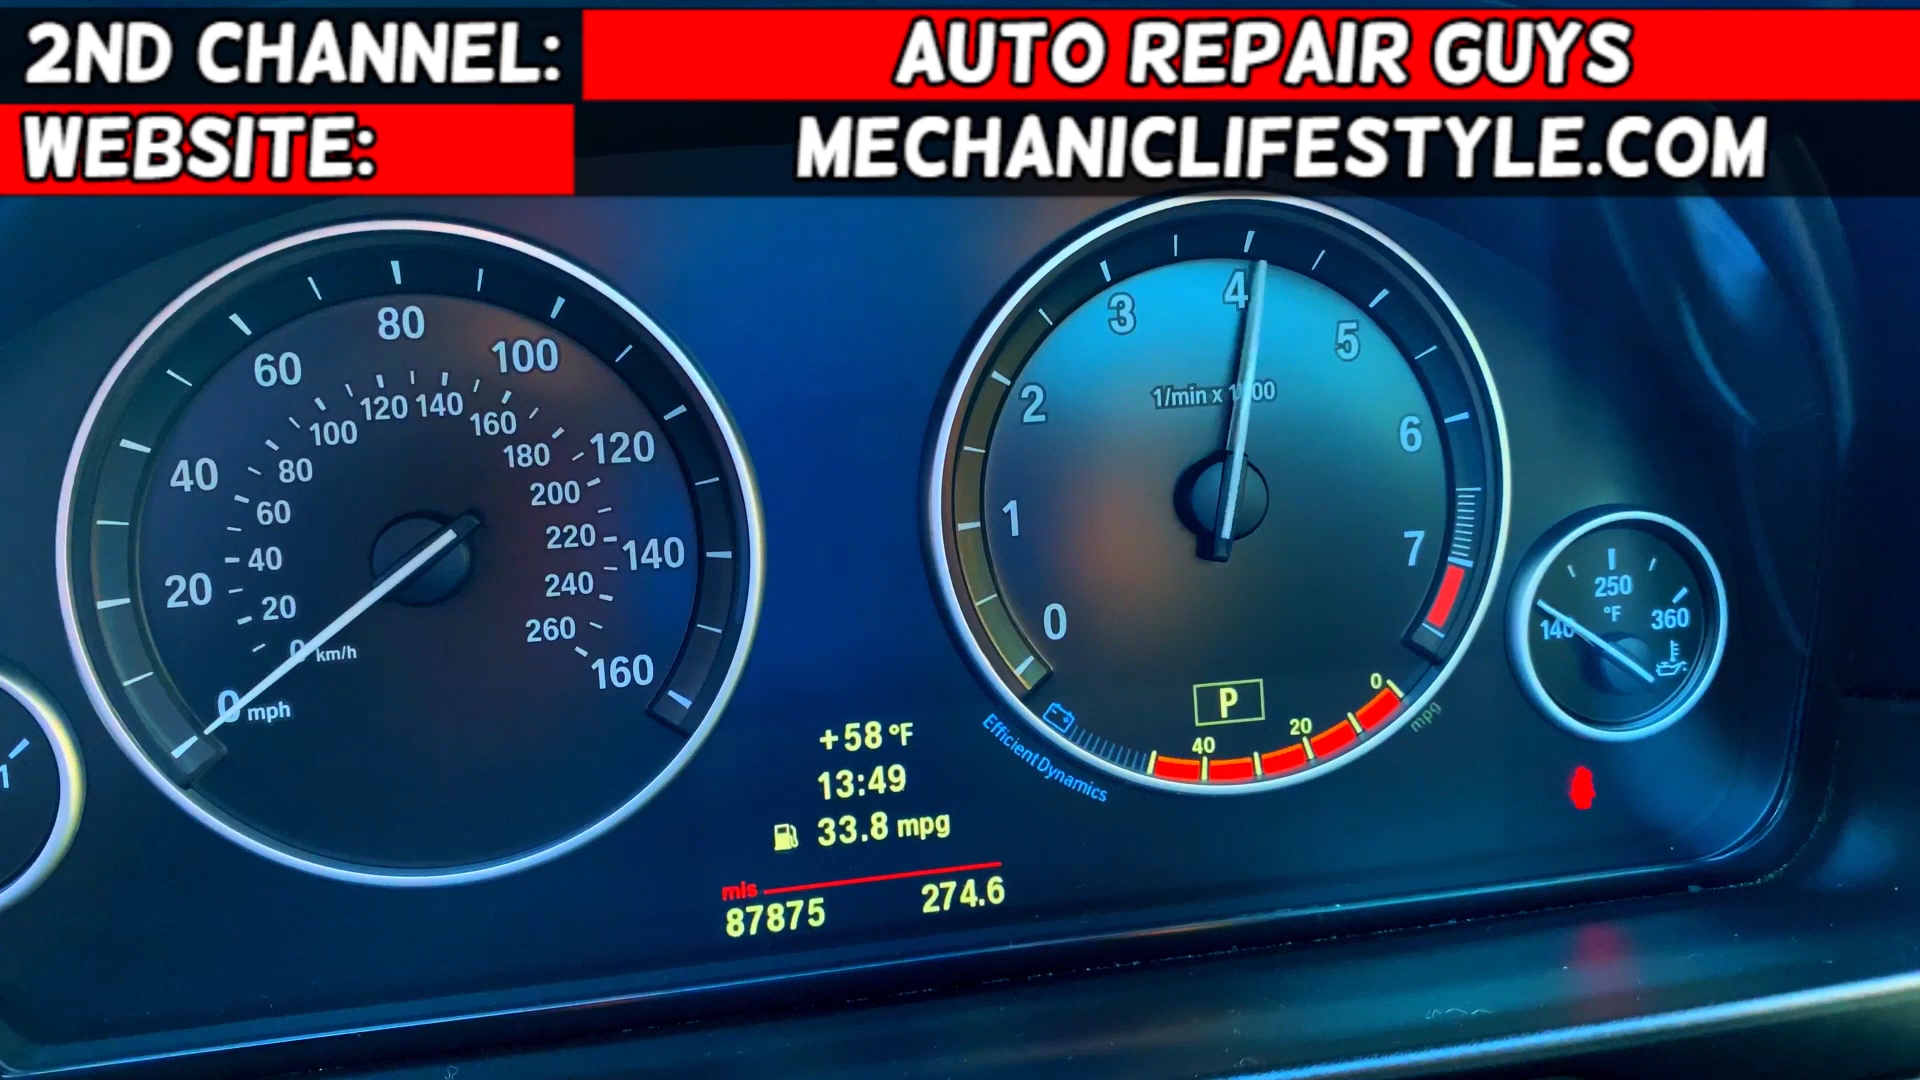 2ND CHANNEL: AUTO REPAIR GUYS
WEBSITE: MECHANICLIFESTYLE.COM
0 20 40 60 80 100 120 140 160
mph
0 20 40 60 80 100 120 140 160 180 200 220 240 260
km/h
0 1 2 3 4 5 6 7
1/min x
P
40 20 0
mpg
EfficientDynamics
250
°F
140 360
1
+58 °F
13:49
33.8 mpg
mls
87875 274.6